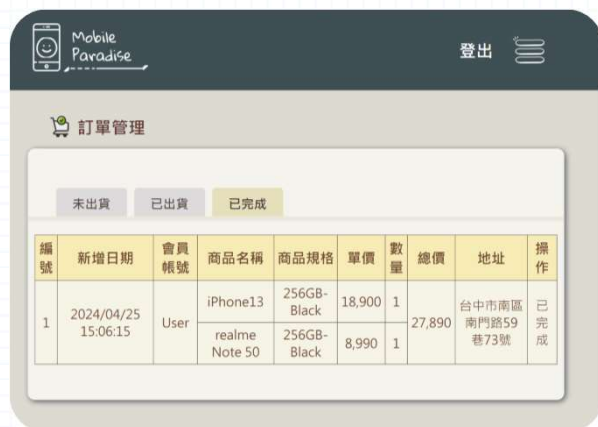 Mobile
Paradise
登出
訂單管理
未出貨 已出貨 已完成
編號 新增日期 會員帳號 商品名稱 商品規格 單價 數量 總價 地址 操作
1 2024/04/25 15:06:15 User iPhone13 256GB-Black 18,900 1 27,890 台中市南區南門路59巷73號 已完成
realme Note 50 256GB-Black 8,990 1